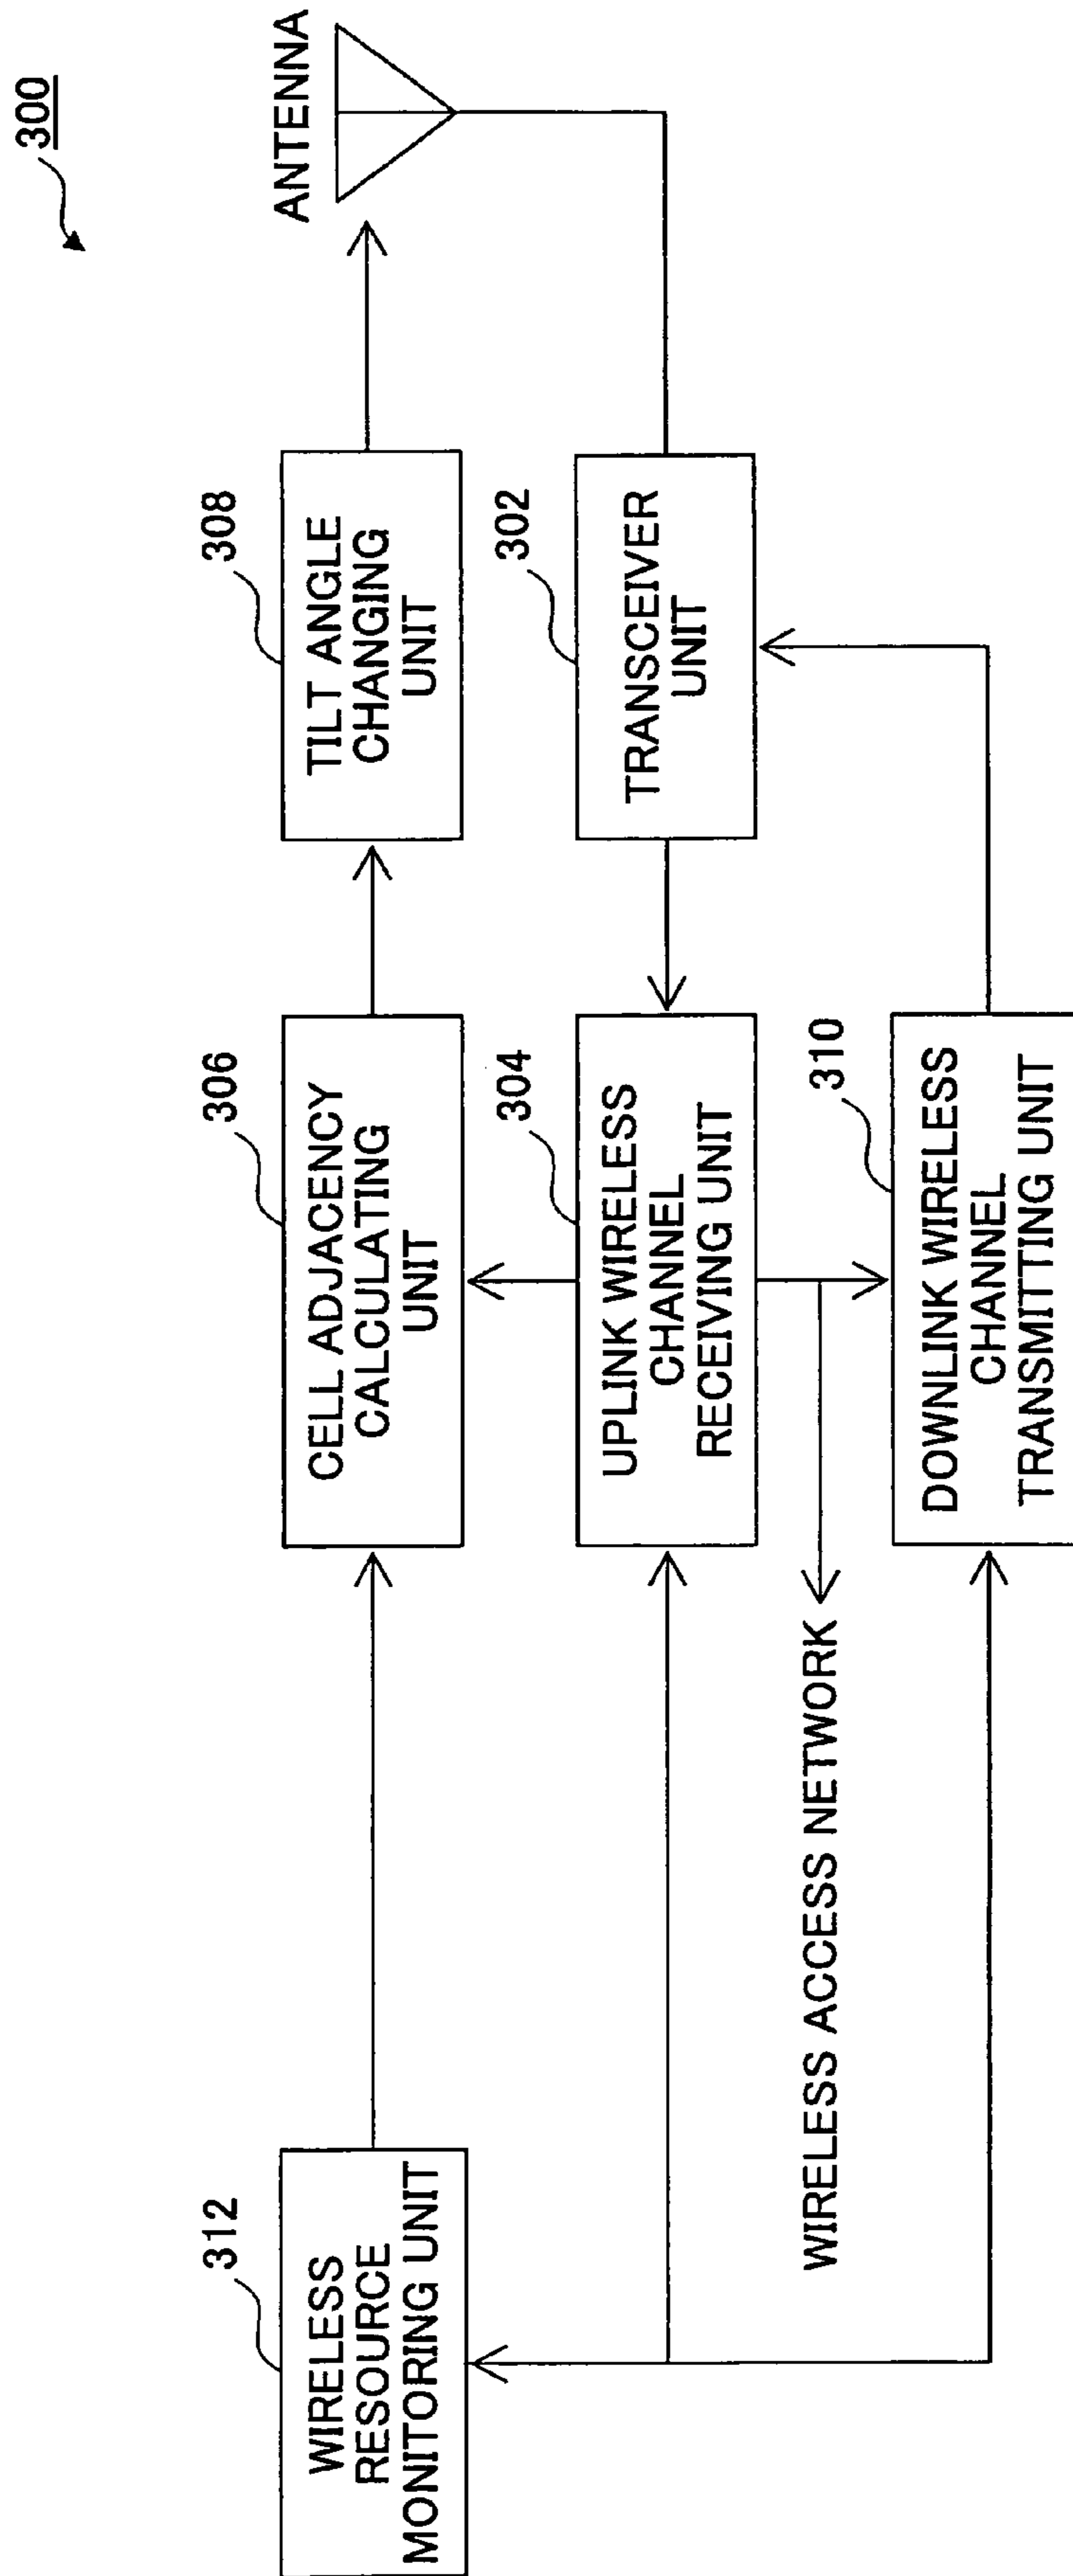 300
ANTENNA
308
TILT ANGLE
CHANGING
UNIT
302
TRANSCEIVER
UNIT
306
CELL ADJACENCY
CALCULATING
UNIT
304
UPLINK WIRELESS
CHANNEL
RECEIVING UNIT
310
DOWNLINK WIRELESS
CHANNEL
TRANSMITTING UNIT
312
WIRELESS
RESOURCE
MONITORING UNIT
WIRELESS ACCESS NETWORK